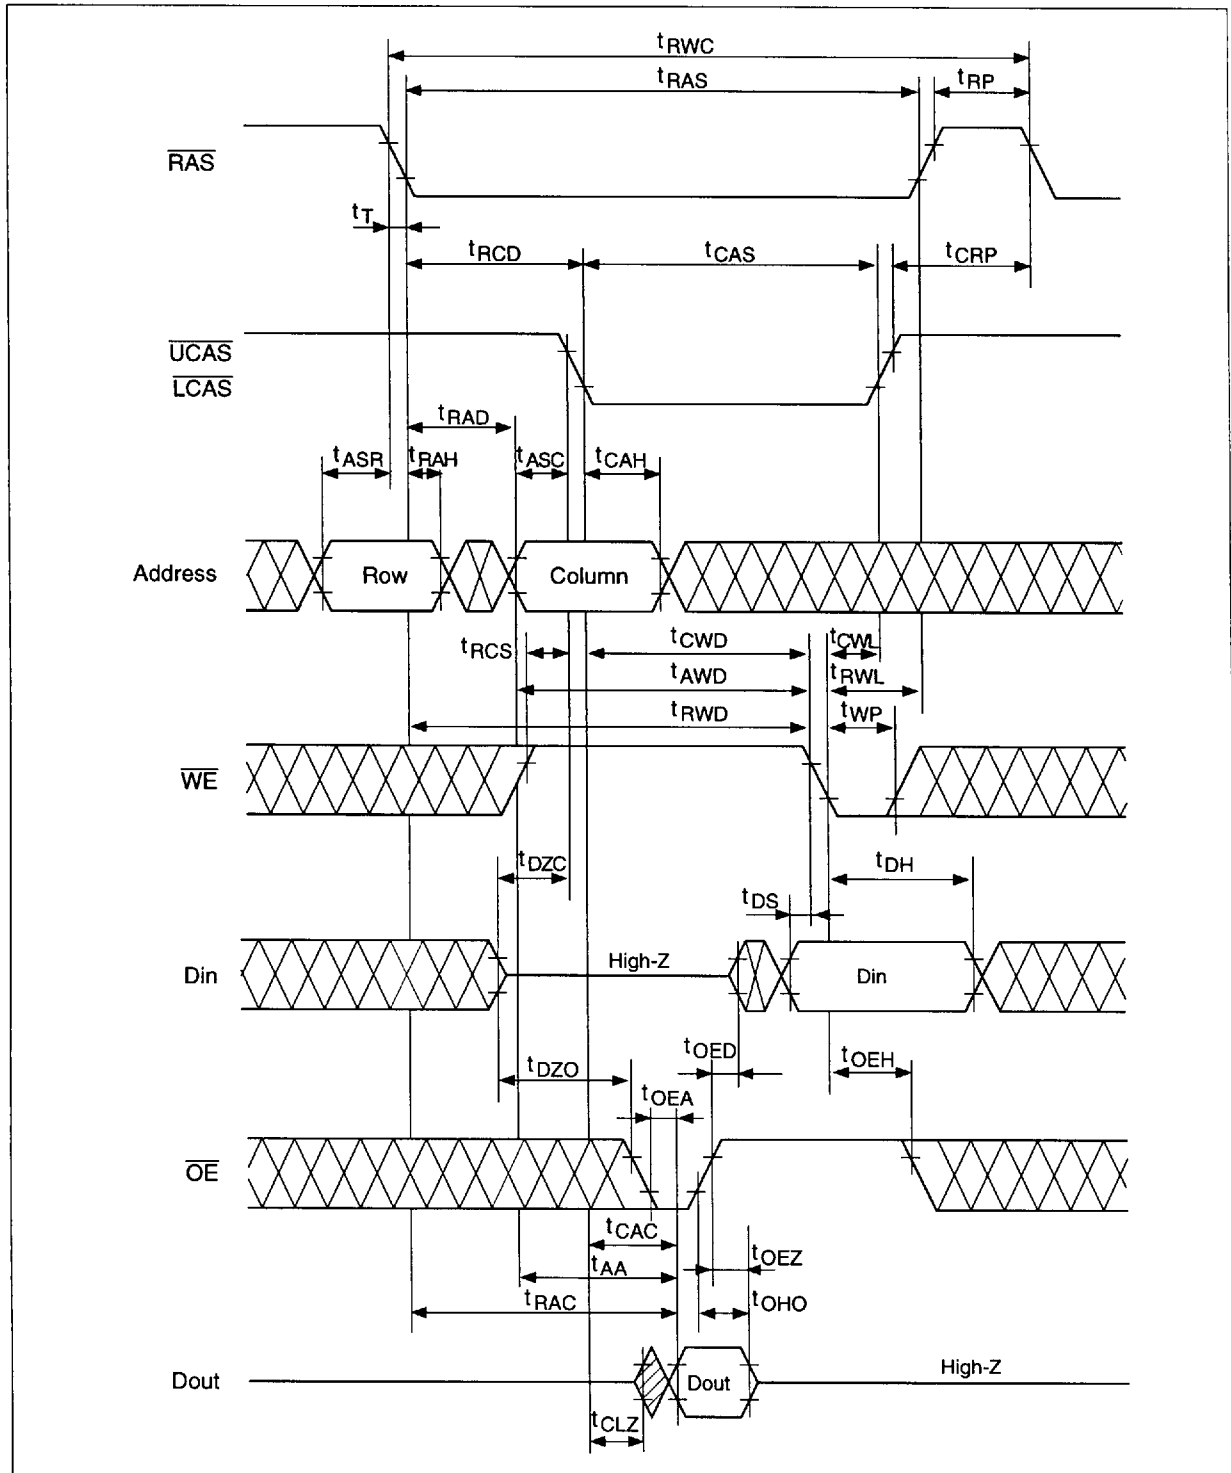 tRWC
tRAS
tRP
RAS
tT
tRCD
tCAS
tCRP
UCAS
LCAS
tRAD
tASR
tRAH
tASC
tCAH
Address
Row
Column
tRCS
tCWD
tCWL
tAWD
tRWL
tRWD
tWP
WE
tDZC
tDH
tDS
Din
High-Z
Din
tOED
tDZO
tOEH
tOEA
OE
tCAC
tOEZ
tAA
tRAC
tOHO
Dout
Dout
High-Z
tCLZ